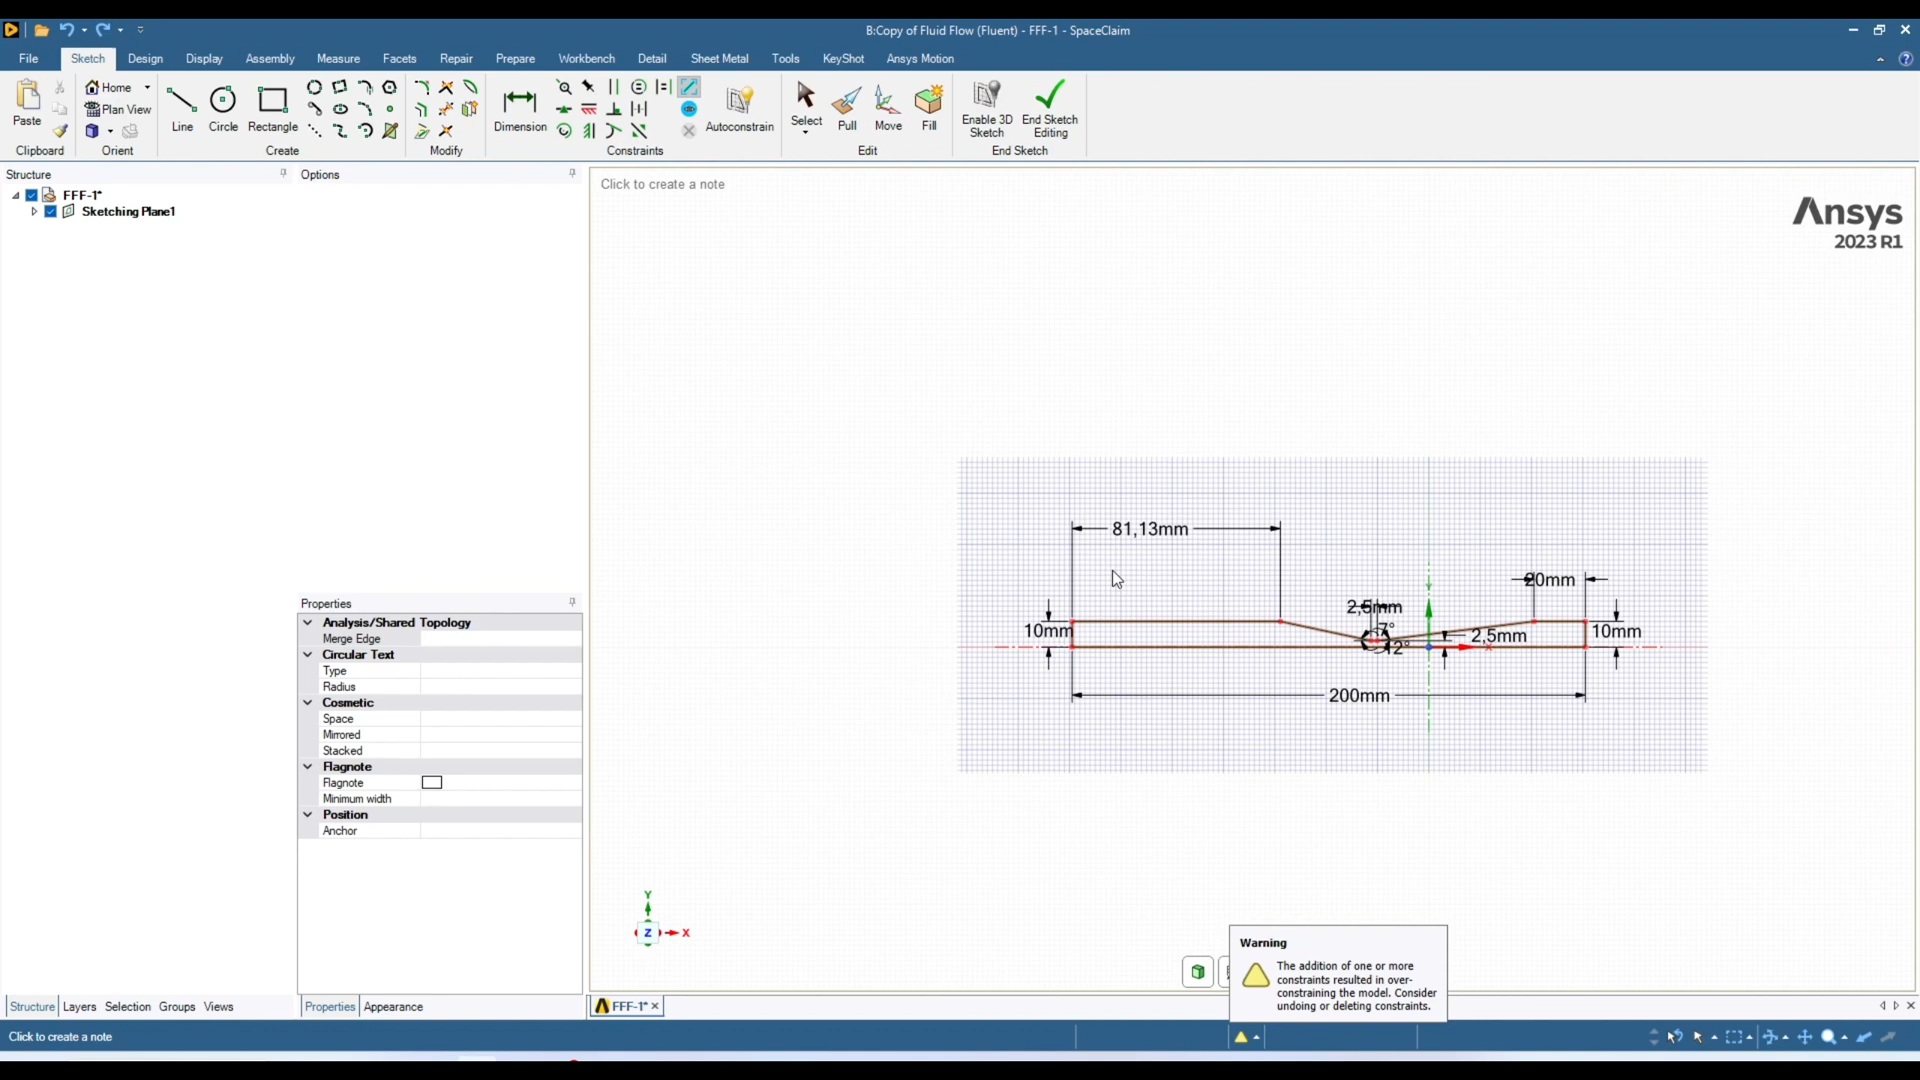 B:Copy of Fluid Flow (Fluent) - FFF-1 - SpaceClaim
File Sketch Design Display Assembly Measure Facets Repair Prepare Workbench Detail Sheet Metal Tools KeyShot Ansys Motion
Paste
Clipboard
Home
Plan View
Orient
Line Circle Rectangle
Create
Modify
Dimension Autoconstrain
Constraints
Select Pull Move Fill
Edit
Enable 3D Sketch
End Sketch Editing
End Sketch
Structure
FFF-1*
Sketching Plane1
Options
Click to create a note
Ansys
2023 R1
81,13mm
20mm
2,5mm
7°
10mm
2,5mm
10mm
12°
X
200mm
Properties
Analysis/Shared Topology
Merge Edge
Circular Text
Type
Radius
Cosmetic
Space
Mirrored
Stacked
Flagnote
Flagnote
Minimum width
Position
Anchor
Y
Z
X
Warning
The addition of one or more
constraints resulted in over-
constraining the model. Consider
undoing or deleting constraints.
Structure Layers Selection Groups Views
Properties Appearance
FFF-1*
Click to create a note